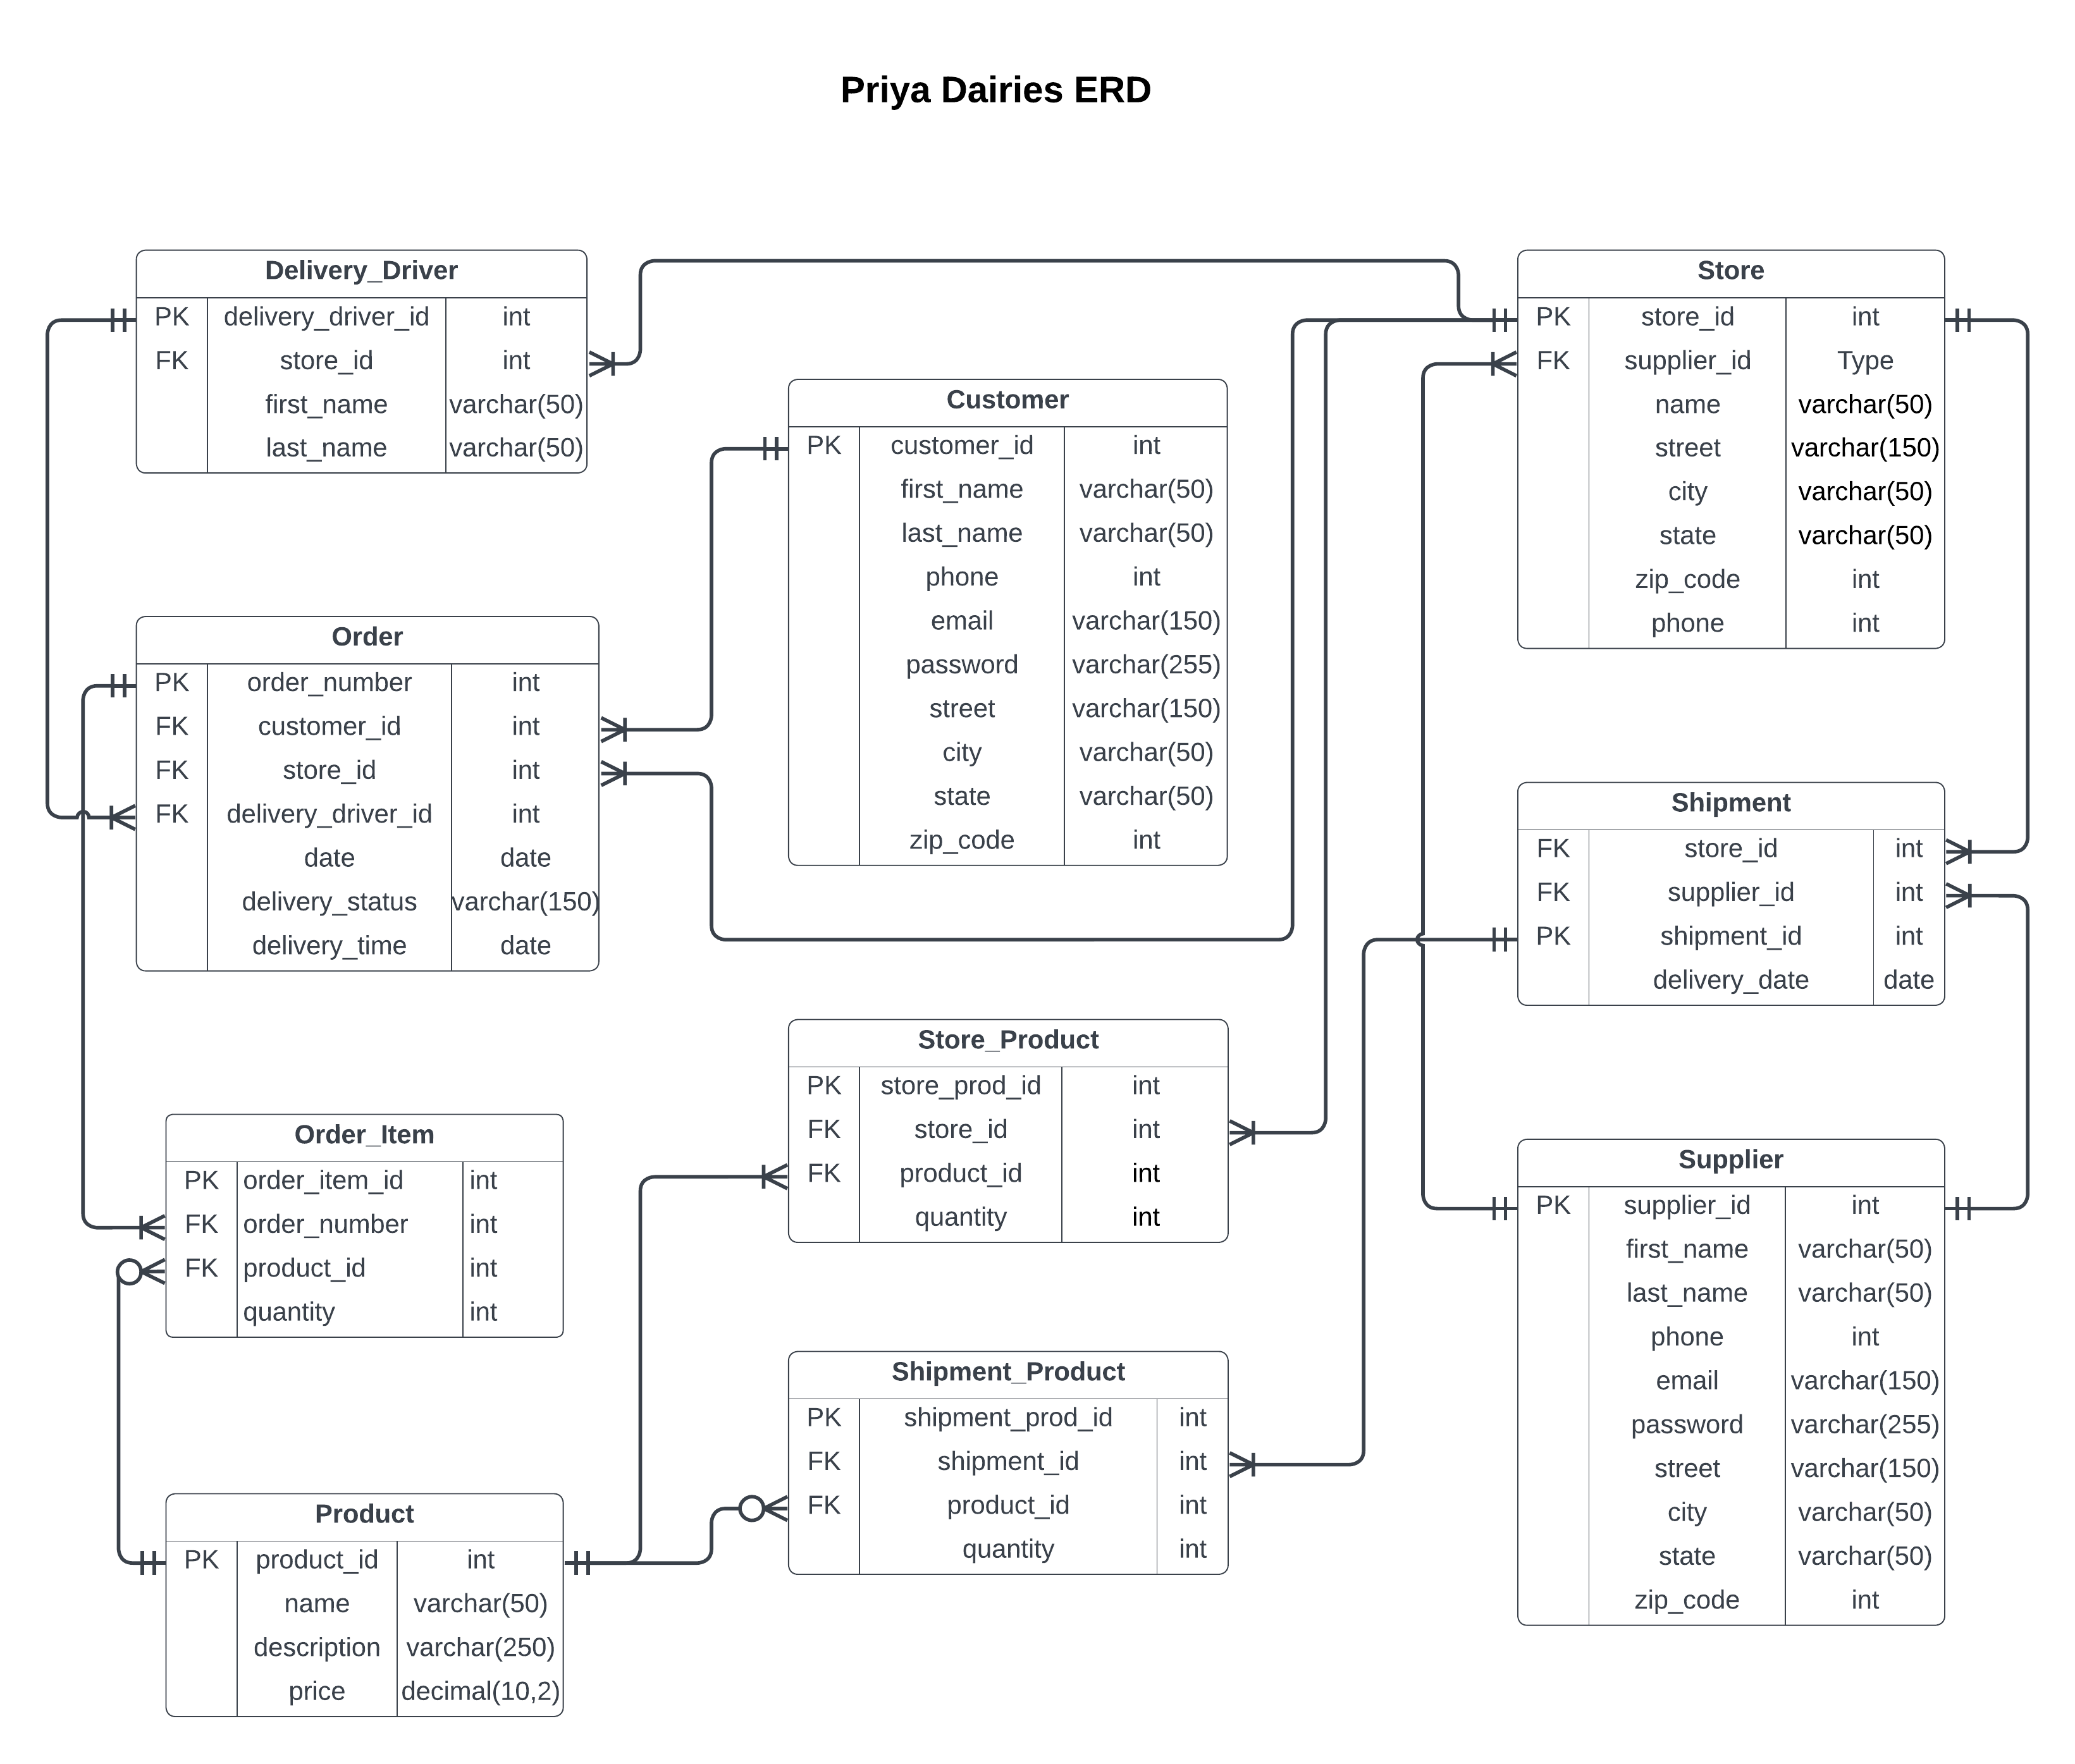 Priya Dairies ERD
Delivery_Driver
PK delivery_driver_id int
FK store_id int
first_name varchar(50)
last_name varchar(50)
Order
PK order_number int
FK customer_id int
FK store_id int
FK delivery_driver_id int
date date
delivery_status varchar(150)
delivery_time date
Order_Item
PK order_item_id int
FK order_number int
FK product_id int
quantity int
Product
PK product_id int
name varchar(50)
description varchar(250)
price decimal(10,2)
Customer
PK customer_id int
first_name varchar(50)
last_name varchar(50)
phone int
email varchar(150)
password varchar(255)
street varchar(150)
city varchar(50)
state varchar(50)
zip_code int
Store_Product
PK store_prod_id int
FK store_id int
FK product_id int
quantity int
Shipment_Product
PK shipment_prod_id int
FK shipment_id int
FK product_id int
quantity int
Store
PK store_id int
FK supplier_id Type
name varchar(50)
street varchar(150)
city varchar(50)
state varchar(50)
zip_code int
phone int
Shipment
FK store_id int
FK supplier_id int
PK shipment_id int
delivery_date date
Supplier
PK supplier_id int
first_name varchar(50)
last_name varchar(50)
phone int
email varchar(150)
password varchar(255)
street varchar(150)
city varchar(50)
state varchar(50)
zip_code int